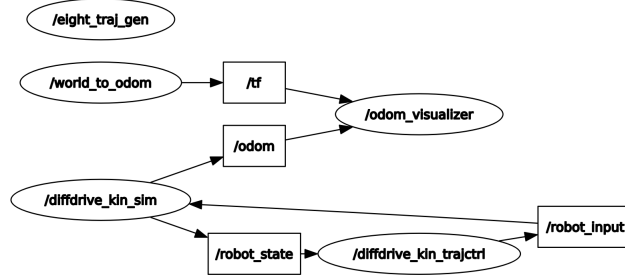 /eight_traj_gen
/world_to_odom
/tf
/odom_visualizer
/odom
/diffdrive_kin_sim
/robot_input
/robot_state
/diffdrive_kin_trajctrl